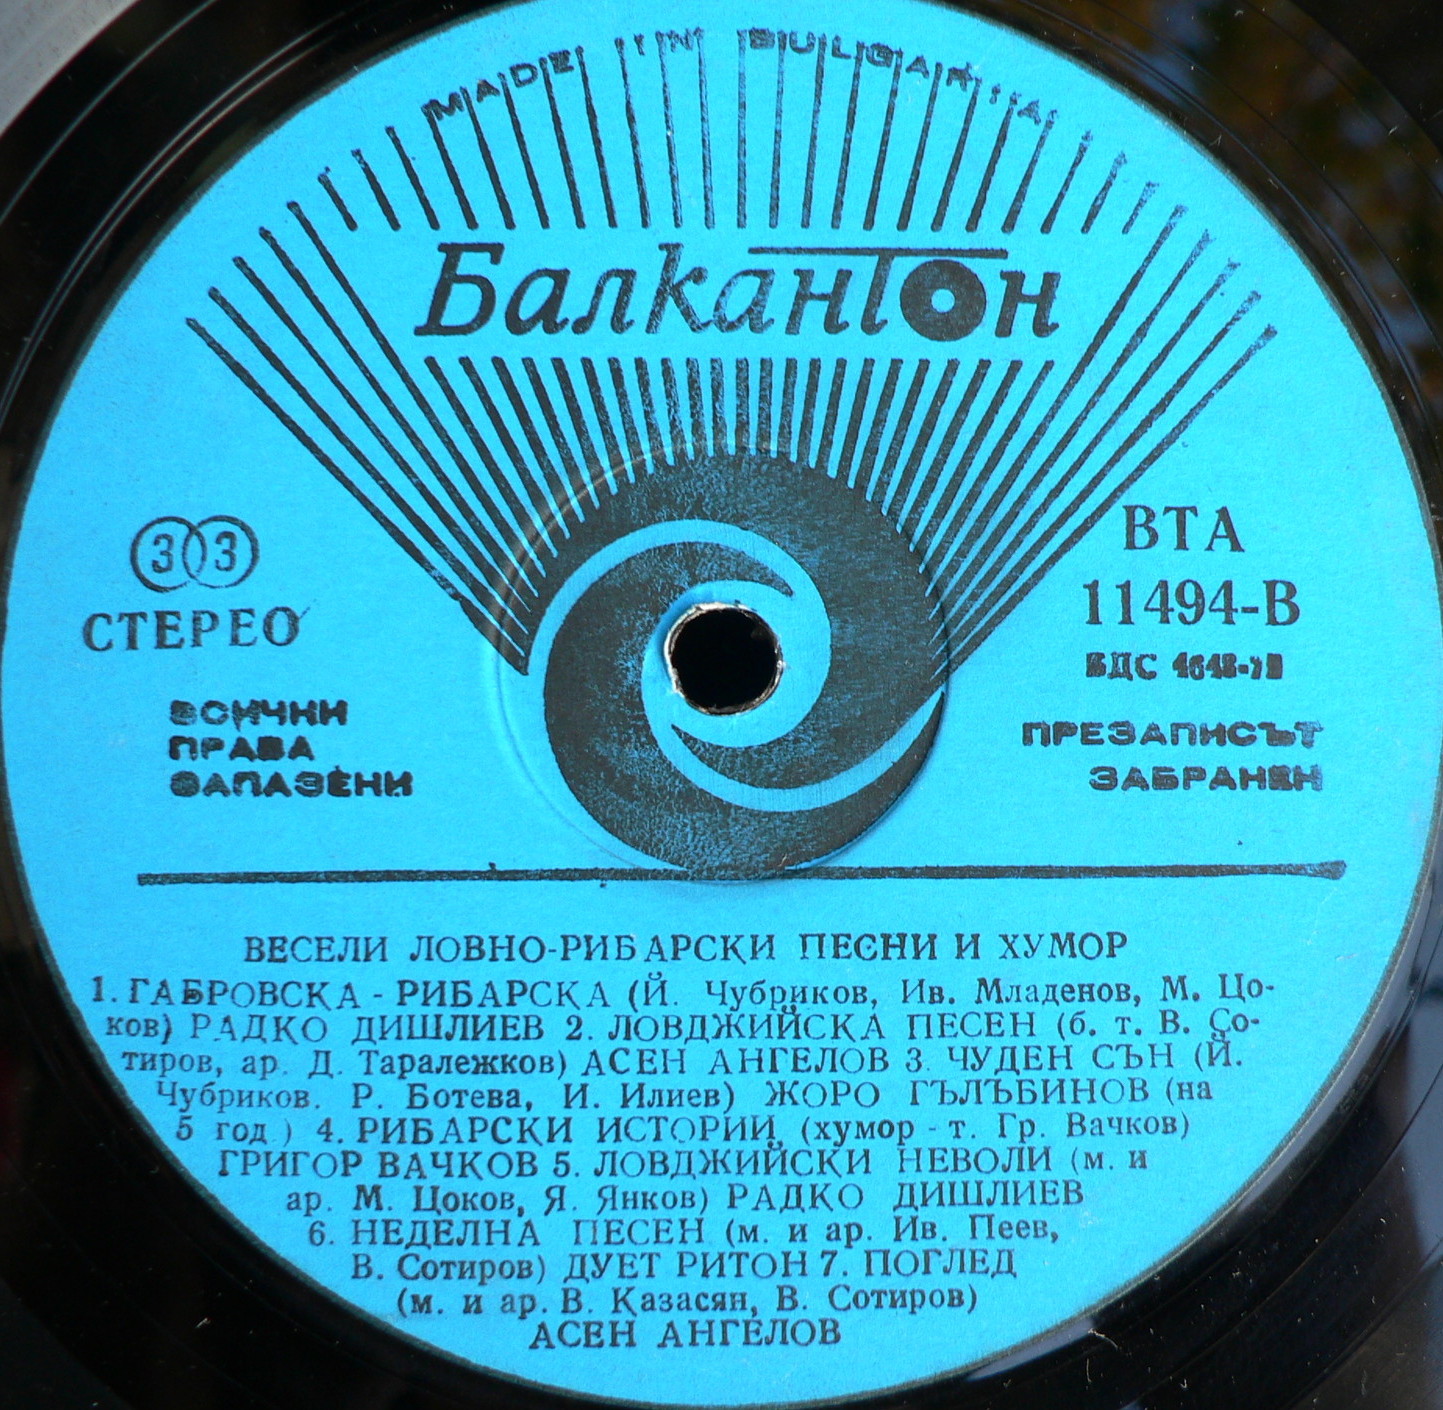 MADE IN BULGARIA
Балкантон
33
СТЕРЕО
ВСИЧКИ
ПРАВА
ЗАПАЗЕНИ
ВТА
11494-В
БДС
ПРЕЗАПИСЪТ
ЗАБРАНЕН
ВЕСЕЛИ ЛОВНО-РИБАРСКИ ПЕСНИ И ХУМОР
1. ГАБРОВСКА - РИБАРСКА (Й. Чубриков, Ив. Младенов, М. Цо-
ков) РАДКО ДИШЛИЕВ 2. ЛОВДЖИЙСКА ПЕСЕН (б. т. В. Со-
тиров, ар. Д. Таралежков) АСЕН АНГЕЛОВ 3. ЧУДЕН СЪН (Й.
Чубриков. Р. Ботева, И. Илиев) ЖОРО ГЪЛЪБИНОВ (на
5 год.) 4. РИБАРСКИ ИСТОРИИ, (хумор - т. Гр. Вачков)
ГРИГОР ВАЧКОВ 5. ЛОВДЖИЙСКИ НЕВОЛИ (м. и
ар. М. Цоков, Я. Янков) РАДКО ДИШЛИЕВ
6. НЕДЕЛНА ПЕСЕН (м. и ар. Ив. Пеев,
В. Сотиров) ДУЕТ РИТОН 7. ПОГЛЕД
(м. и ар. В. Казасян, В. Сотиров)
АСЕН АНГЕЛОВ